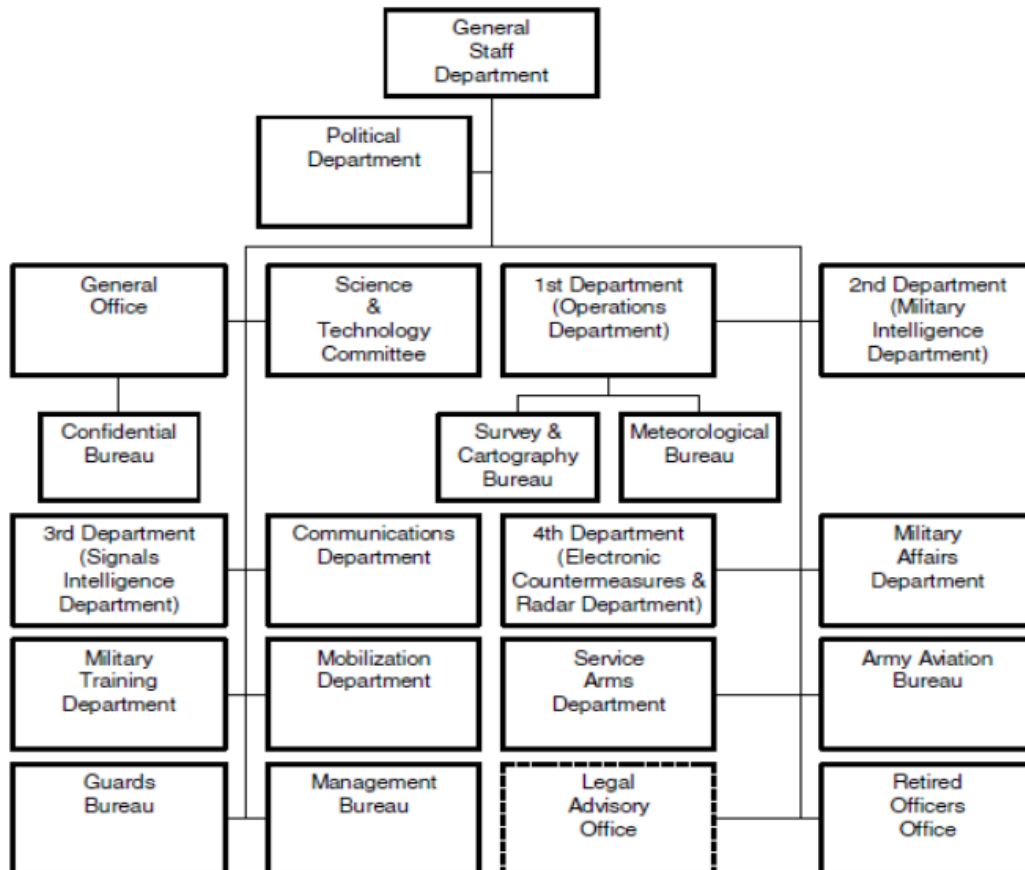 General
Staff
Department
Political
Department
General
Office
Science
&
Technology
Committee
1st Department
(Operations
Department)
2nd Department
(Military
Intelligence
Department)
Confidential
Bureau
Survey &
Cartography
Bureau
Meteorological
Bureau
3rd Department
(Signals
Intelligence
Department)
Communications
Department
4th Department
(Electronic
Countermeasures &
Radar Department)
Military
Affairs
Department
Military
Training
Department
Mobilization
Department
Service
Arms
Department
Army Aviation
Bureau
Guards
Bureau
Management
Bureau
Legal
Advisory
Office
Retired
Officers
Office